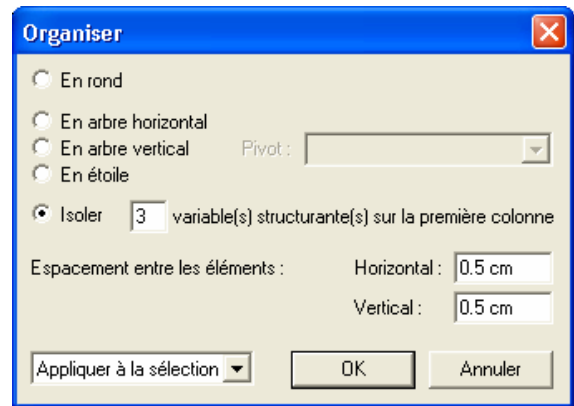 Organiser
En rond
En arbre horizontal
En arbre vertical Pivot :
En étoile
Isoler 3 variable(s) structurante(s) sur la première colonne
Espacement entre les éléments : Horizontal : 0.5 cm
Vertical : 0.5 cm
Appliquer à la sélection OK Annuler